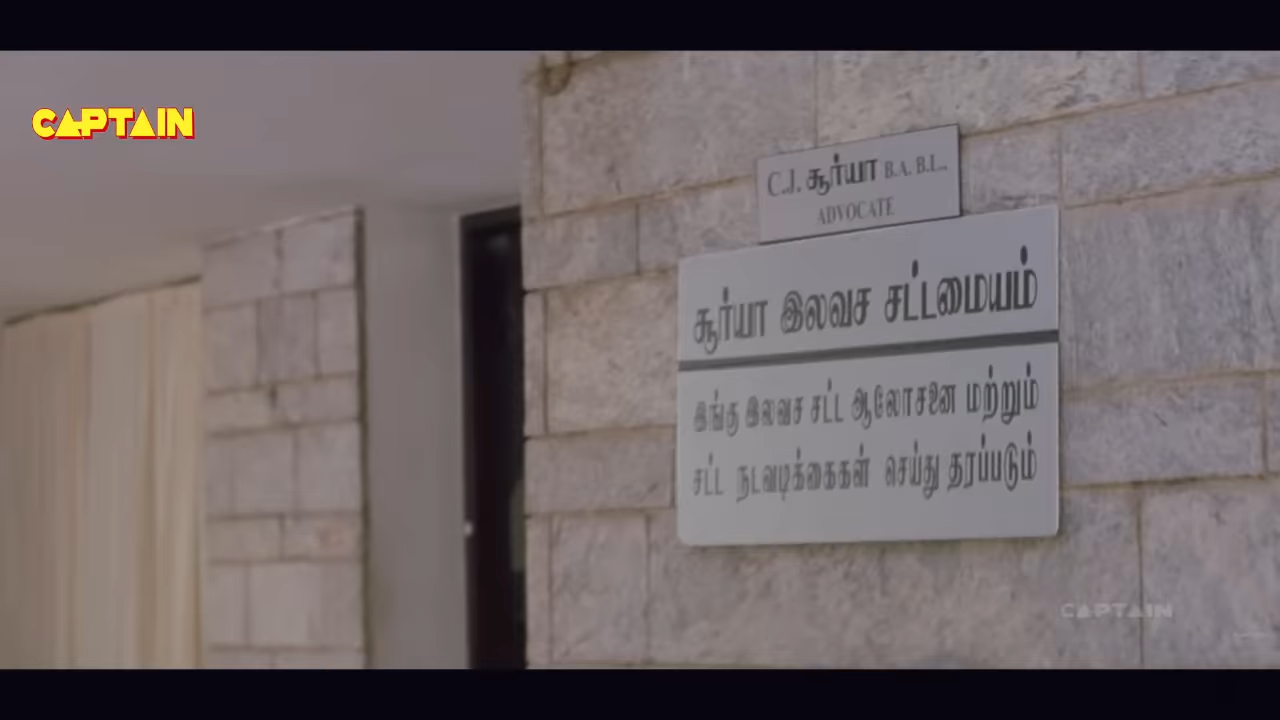 CAPTAIN
C.J. சூர்யா B.A. B.L.,
ADVOCATE
சூர்யா இலவச சட்டமையம்
இங்கு இலவச சட்ட ஆலோசனை மற்றும்
சட்ட நடவடிக்கைகள் செய்து தரப்படும்
CAPTAIN